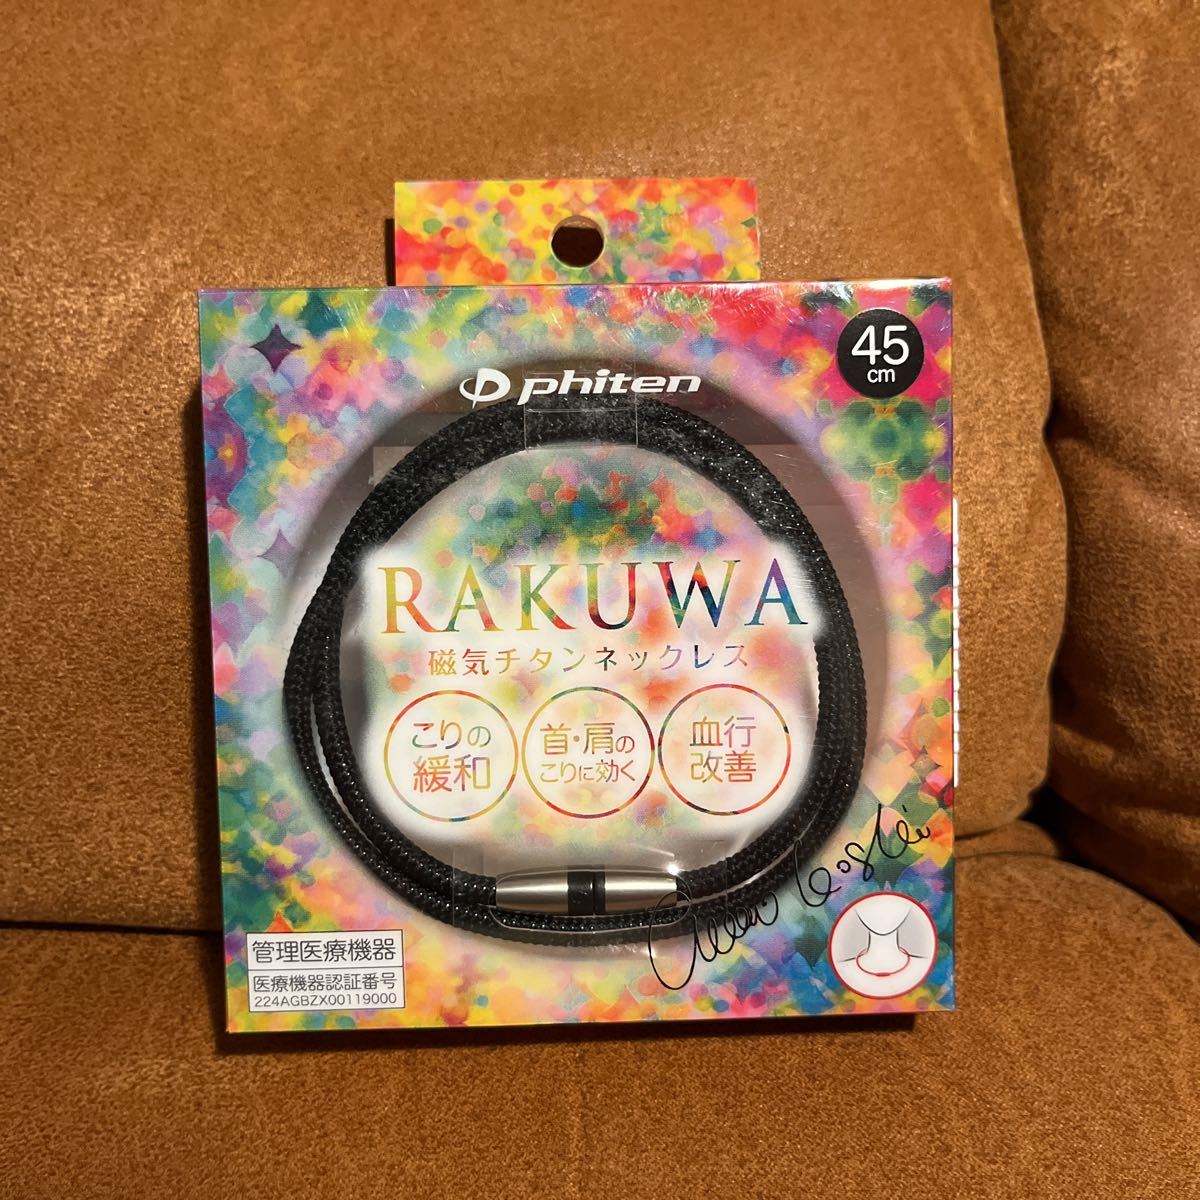 45
cm
phiten
RAKUWA
磁気チタンネックレス
こりの
緩和
首・肩の
こりに効く
血行
改善
管理医療機器
医療機器認証番号
224AGBZX00119000